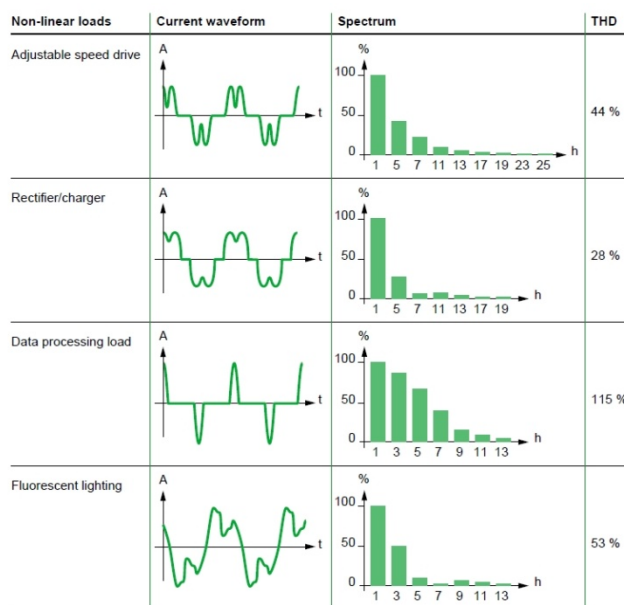 Non-linear loads Current waveform Spectrum THD
Adjustable speed drive
A
t
%
100
50
0
1 5 7 11 13 17 19 23 25
h
44 %
Rectifier/charger
A
t
%
100
50
0
1 5 7 11 13 17 19
h
28 %
Data processing load
A
t
%
100
50
0
1 3 5 7 9 11 13
h
115 %
Fluorescent lighting
A
t
%
100
50
0
1 3 5 7 9 11 13
h
53 %